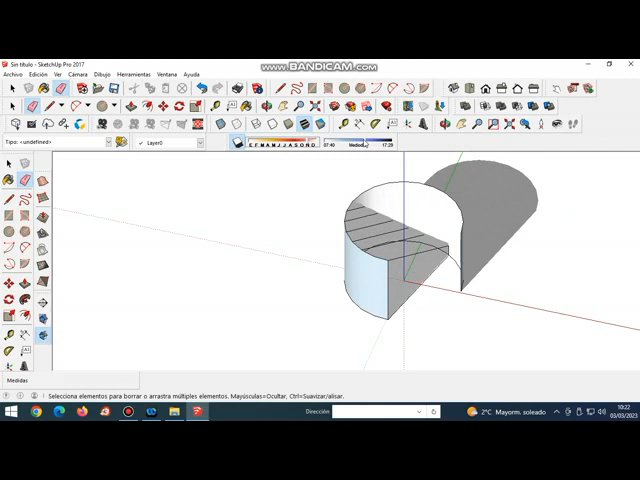 www.BANDICAM.com
Sin título - SketchUp Pro 2017
Archivo Edición Ver Cámara Dibujo Herramientas Ventana Ayuda
Tipo: <undefined>
Layer0
E F M A M J J A S O N D
07:40
Mediodía
17:29
Medidas
Selecciona elementos para borrar o arrastra múltiples elementos. Mayúsculas=Ocultar, Ctrl=Suavizar/alisar.
Dirección
2°C Mayorm. soleado
10:22
03/03/2023